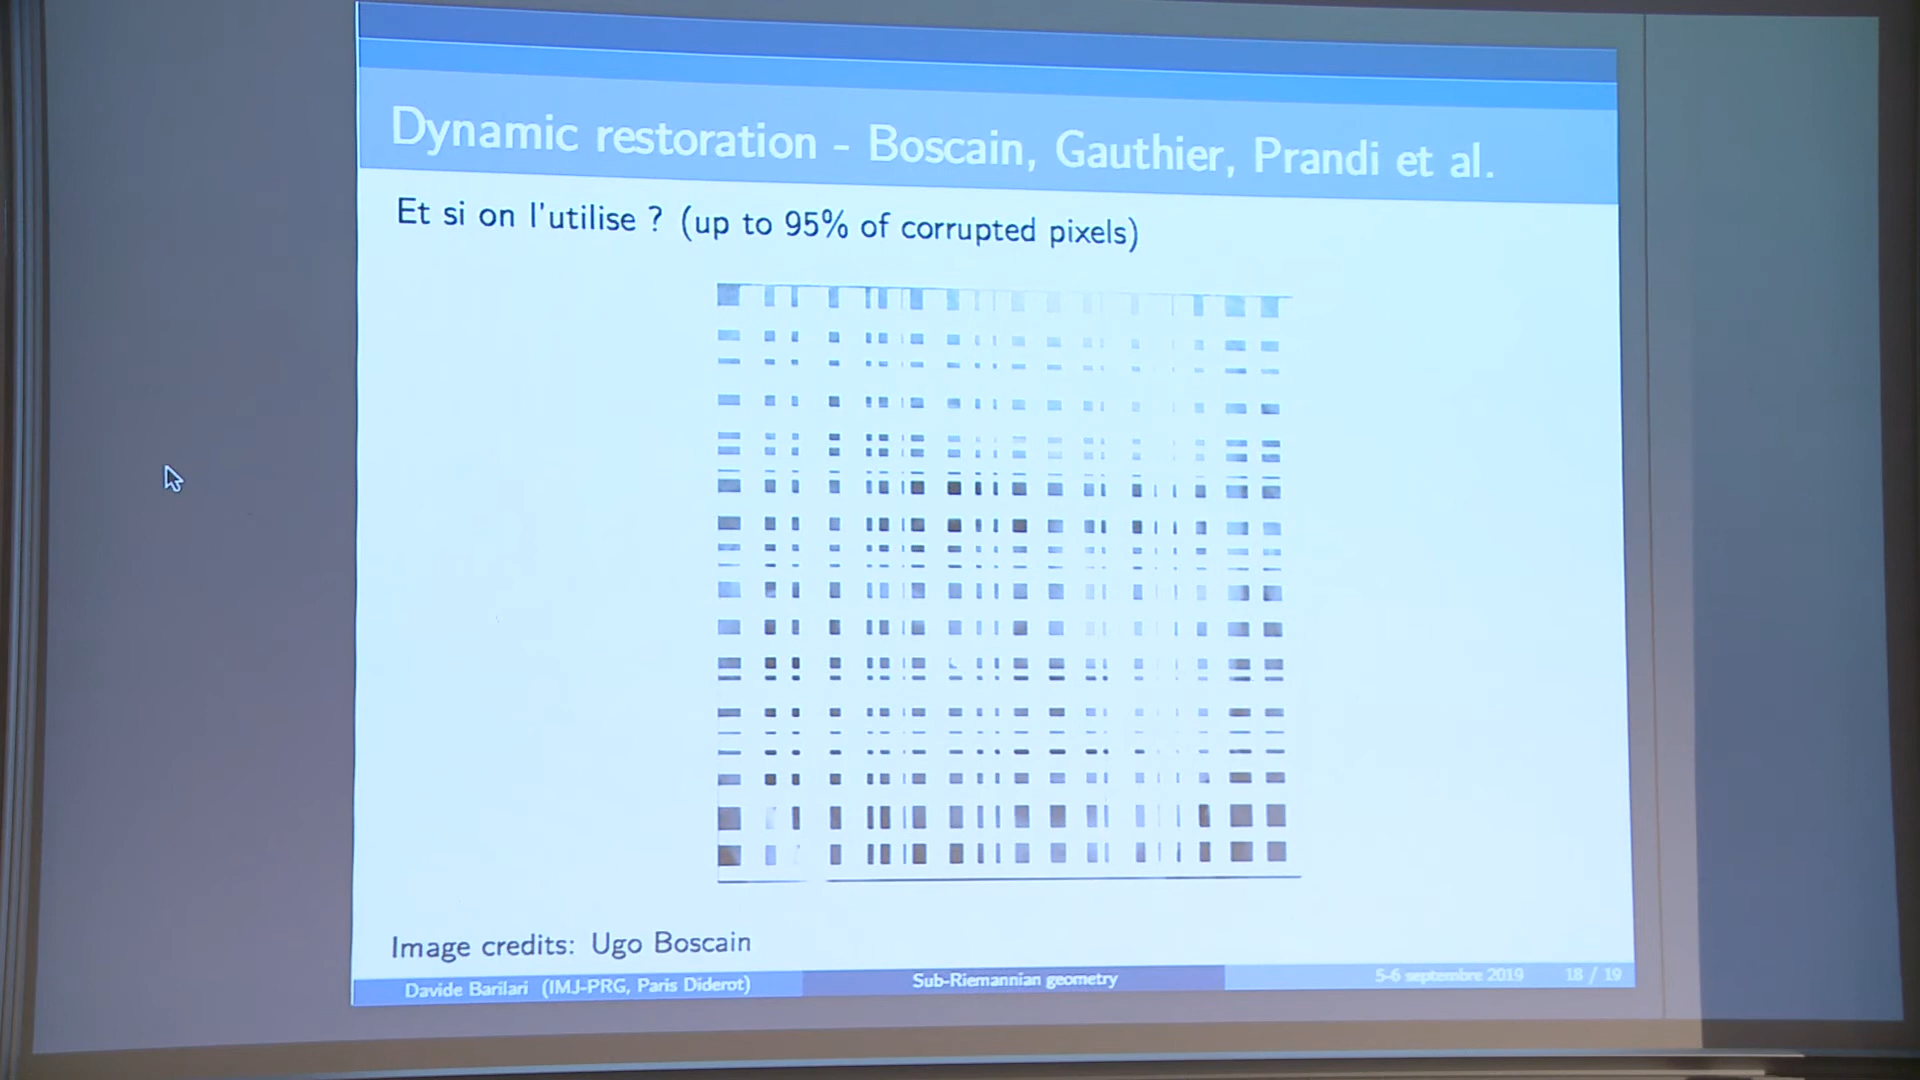 Dynamic restoration - Boscain, Gauthier, Prandi et al.
Et si on l'utilise ? (up to 95% of corrupted pixels)
Image credits: Ugo Boscain
Davide Barilari (IMJ-PRG, Paris Diderot)
Sub-Riemannian geometry
5-6 septembre 2019
18 / 19